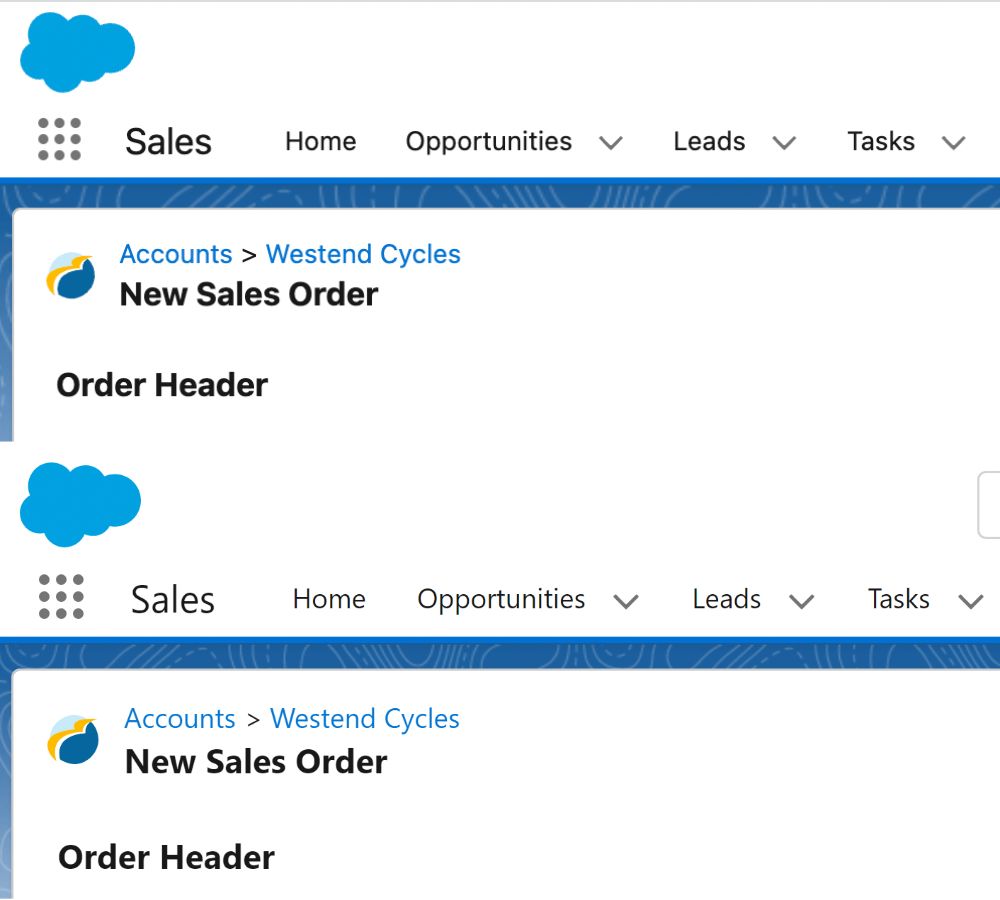 Sales Home Opportunities Leads Tasks
Accounts > Westend Cycles
New Sales Order
Order Header
Sales Home Opportunities Leads Tasks
Accounts > Westend Cycles
New Sales Order
Order Header